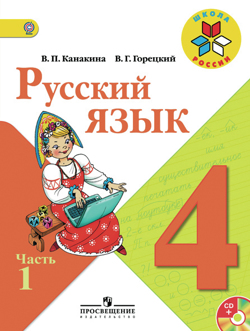 В. П. Канакина В. Г. Горецкий
ШКОЛА
РОССИИ
Русский
язык
4
Часть
1
CD
+
ПРОСВЕЩЕНИЕ
ИЗДАТЕЛЬСТВО